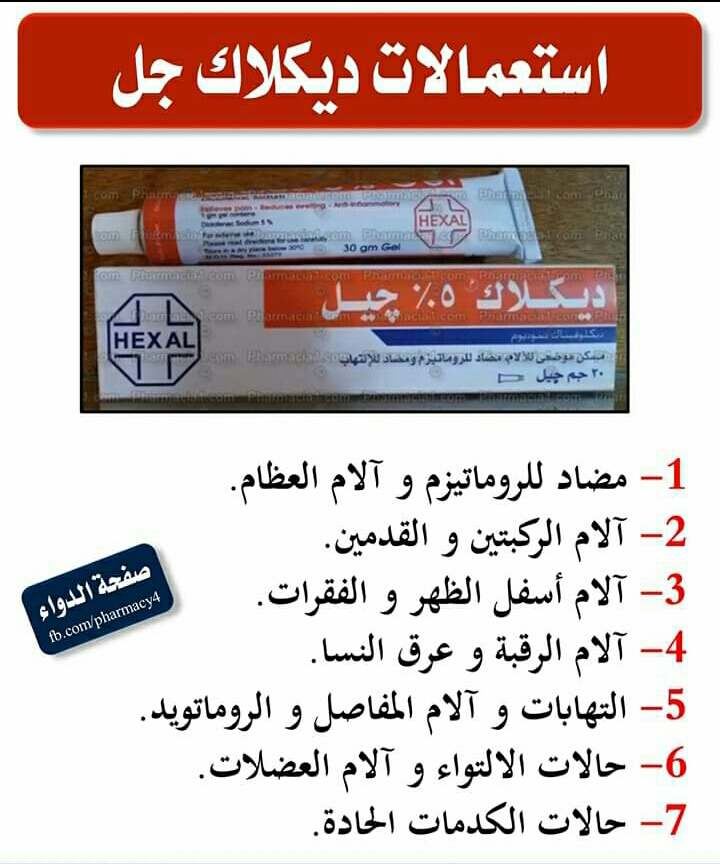 استعمالات ديكلاك جل
relieves pain - Reduces swelling - Anti-inflammatory
1 gm gel contains
Diclofenac Sodium 5 %
For external use
Please read directions for use carefully
Store in a dry place below 30°C
30 gm Gel
HEXAL
ديكلاك ٥٪ چيل
ديكلوفيناك صوديوم
مسكن موضعى للآلام، مضاد للروماتيزم ومضاد للإلتهاب
٣٠ جم چيل
HEXAL
Pharmacia1.com
1– مضاد للروماتيزم و آلام العظام.
2– آلام الركبتين و القدمين.
3– آلام أسفل الظهر و الفقرات.
4– آلام الرقبة و عرق النسا.
5– التهابات و آلام المفاصل و الروماتويد.
6– حالات الالتواء و آلام العضلات.
7– حالات الكدمات الحادة.
صفحة الدواء
fb.com/pharmacy4